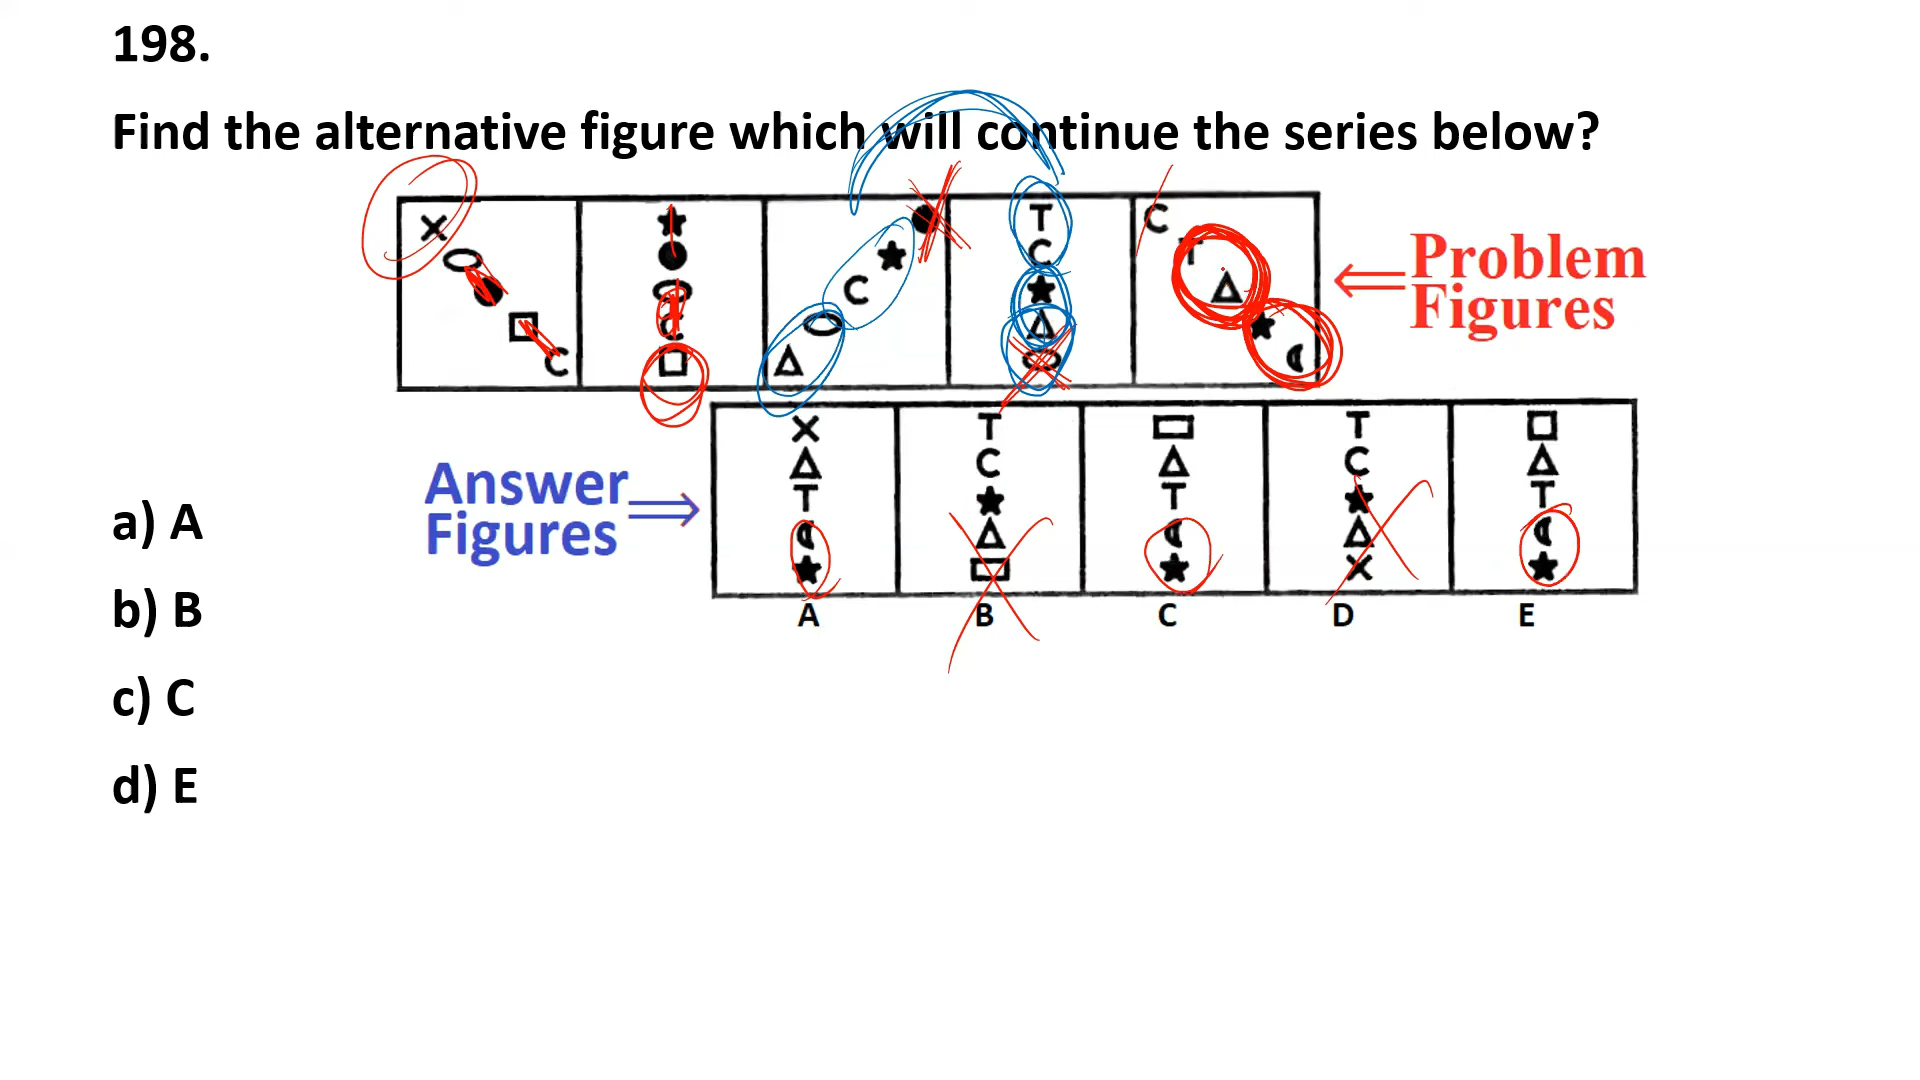 198.
Find the alternative figure which will continue the series below?
T
C
C
C
T
C
C
Problem
Figures
Answer
Figures
T
C
T
T
C
T
a) A
b) B
c) C
d) E
A B C D E